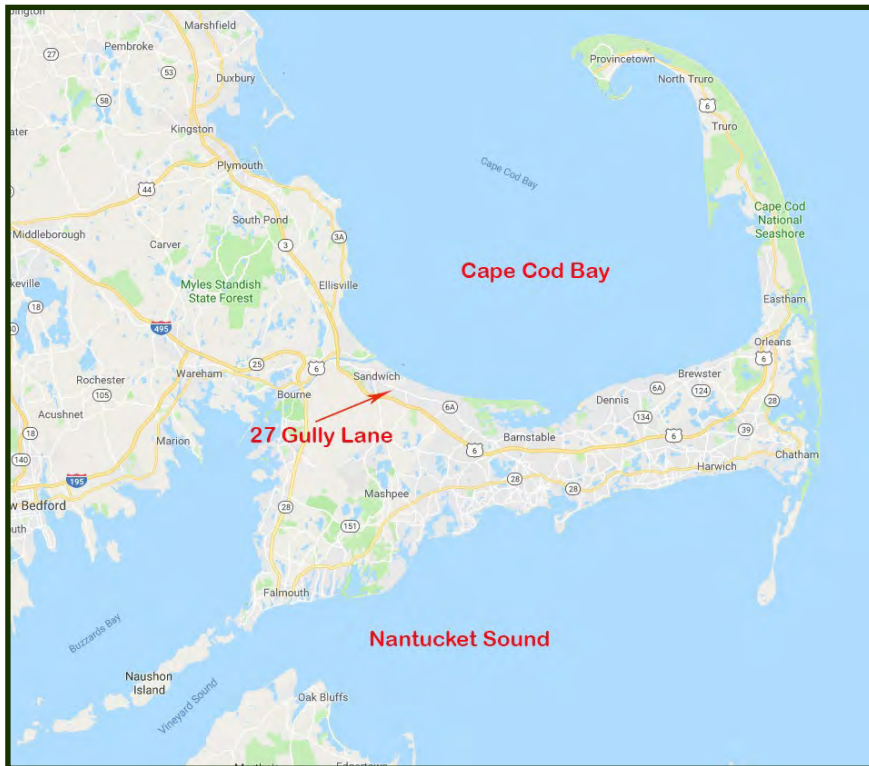 Marshfield
Pembroke
27
53
Duxbury
58
Kingston
Plymouth
44
South Pond
3
3A
Middleborough
Carver
Myles Standish
State Forest
Ellisville
18
495
25
6
Wareham
Rochester
105
Bourne
Sandwich
Acushnet
18
Marion
140
195
w Bedford
outh
27 Gully Lane
6A
Barnstable
6
Mashpee
28
28
28
151
Falmouth
Buzzards Bay
Naushon
Island
Vineyard Sound
Oak Bluffs
Nantucket Sound
Provincetown
North Truro
6
Truro
Cape Cod Bay
Cape Cod Bay
Cape Cod
National
Seashore
Eastham
Orleans
6
Brewster
6A
124
Dennis
134
28
6
39
Harwich
Chatham